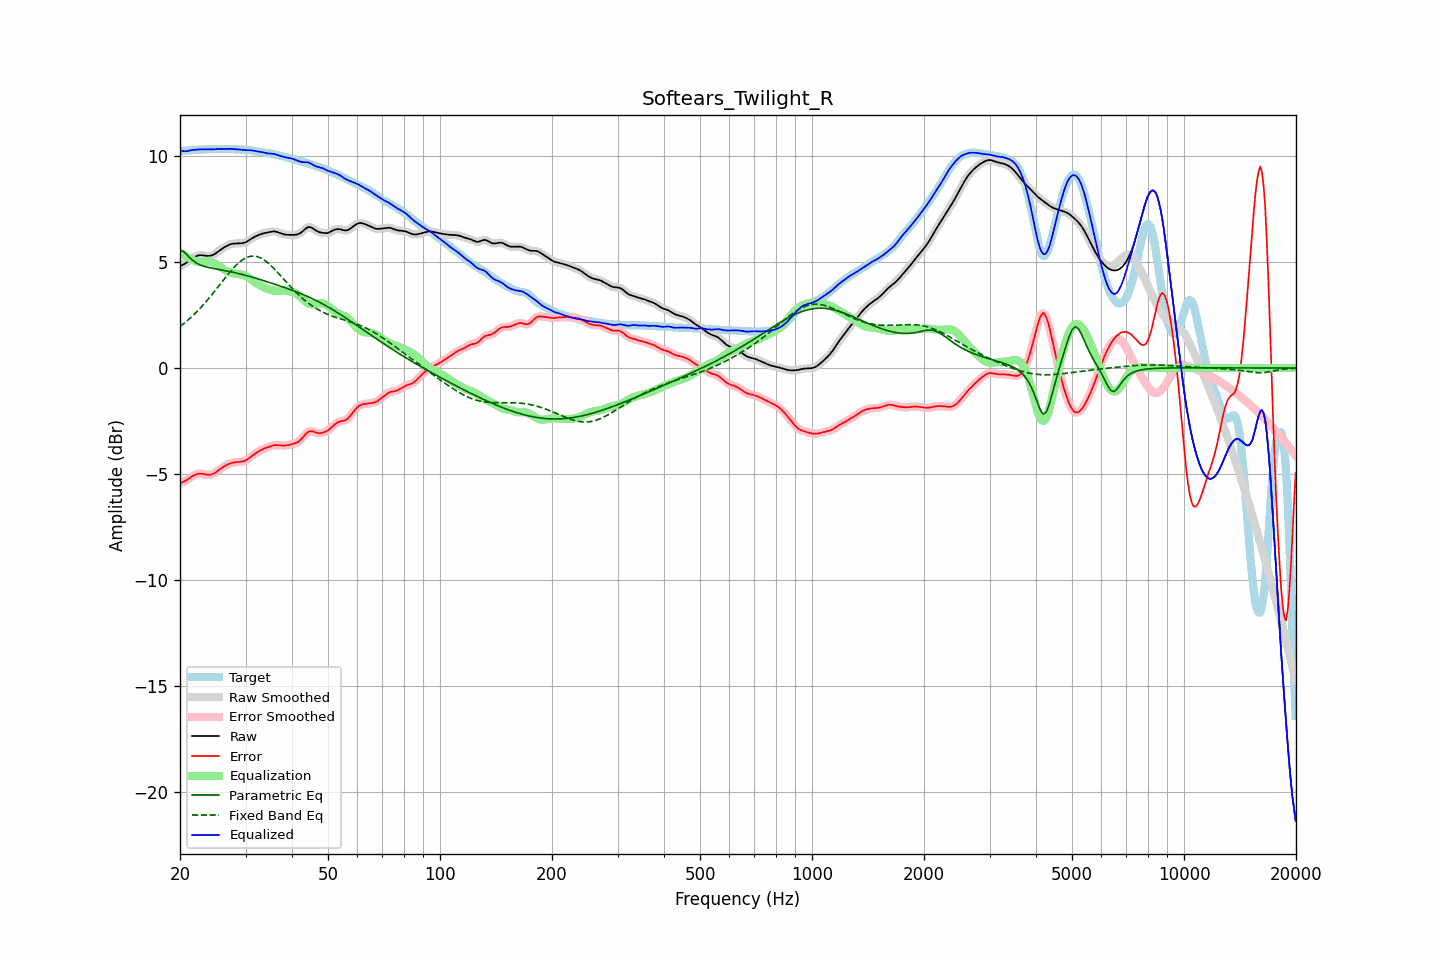 Softears_Twilight_R
Amplitude (dBr)
10
5
0
−5
−10
−15
−20
Target
Raw Smoothed
Error Smoothed
Raw
Error
Equalization
Parametric Eq
Fixed Band Eq
Equalized
20
50
100
200
500
1000
2000
5000
10000
20000
Frequency (Hz)